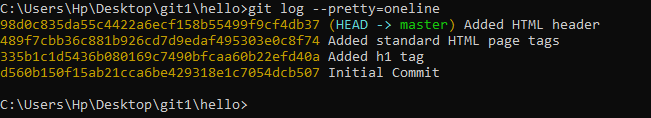 C:\Users\Hp\Desktop\git1\hello>git log --pretty=oneline
98d0c835da55c4422a6ecf158b55499f9cf4db37 (HEAD -> master) Added HTML header
489f7cbb36c881b926cd7d9edaf495303e0c8f74 Added standard HTML page tags
335b1c1d5436b080169c7490bfcaa60b22efd40a Added h1 tag
d560b150f15ab21cca6be429318e1c7054dcb507 Initial Commit
C:\Users\Hp\Desktop\git1\hello>